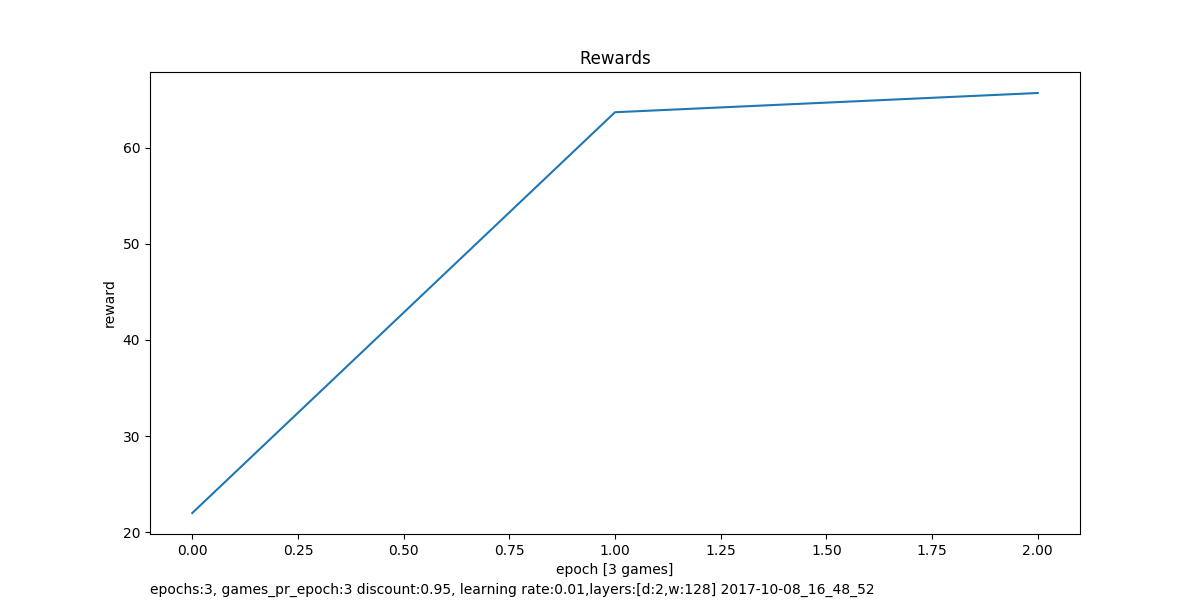 Rewards
60
50
40
30
20
reward
0.00 0.25 0.50 0.75 1.00 1.25 1.50 1.75 2.00
epoch [3 games]
epochs:3, games_pr_epoch:3 discount:0.95, learning rate:0.01,layers:[d:2,w:128] 2017-10-08_16_48_52